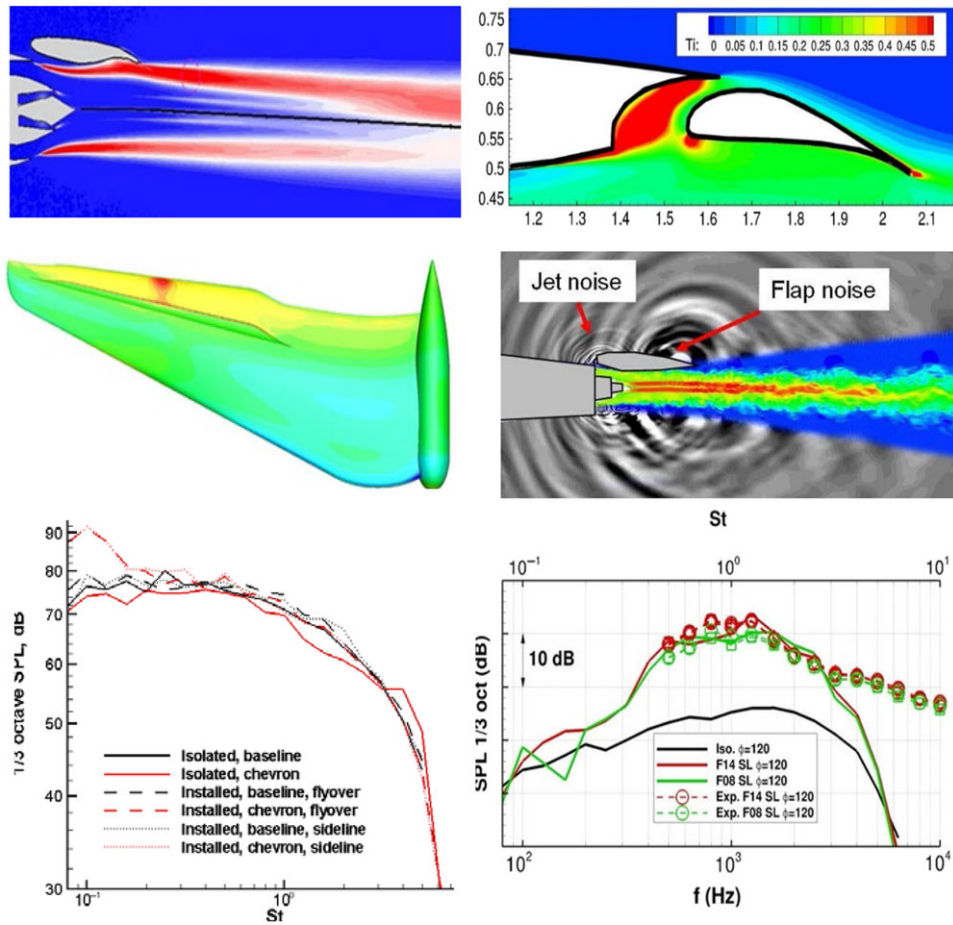 Ti: 0 0.05 0.1 0.15 0.2 0.25 0.3 0.35 0.4 0.45 0.5
0.7
0.65
0.6
0.55
0.5
0.45
1.2 1.3 1.4 1.5 1.6 1.7 1.8 1.9 2 2.1
Jet noise
Flap noise
90
80
70
60
50
40
30
1/3 octave SPL, dB
Isolated, baseline
Isolated, chevron
Installed, baseline, flyover
Installed, chevron, flyover
Installed, baseline, sideline
Installed, chevron, sideline
10⁻¹ 10⁰
St
St
10⁻¹ 10⁰ 10¹
SPL 1/3 oct (dB)
10 dB
Iso. ϕ=120
F14 SL ϕ=120
F08 SL ϕ=120
Exp. F14 SL ϕ=120
Exp. F08 SL ϕ=120
10² 10³ 10⁴
f (Hz)